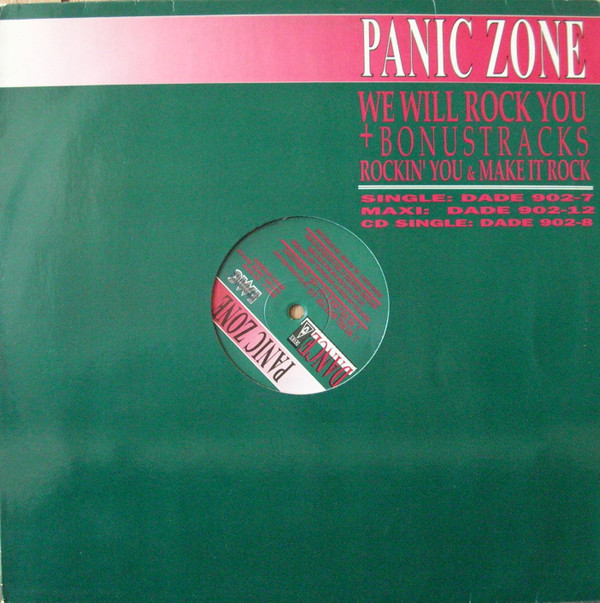 PANIC ZONE
WE WILL ROCK YOU
+ BONUSTRACKS
ROCKIN' YOU & MAKE IT ROCK
SINGLE: DADE 902-7
MAXI: DADE 902-12
CD SINGLE: DADE 902-8
PANIC ZONE
DANCE